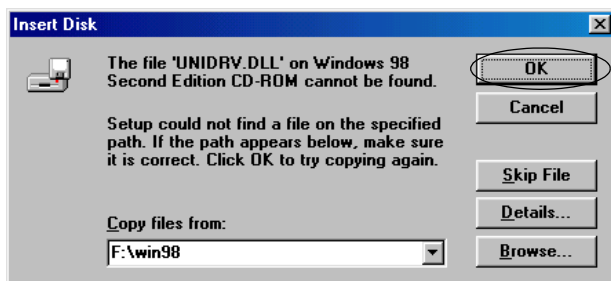 Insert Disk
The file 'UNIDRV.DLL' on Windows 98
Second Edition CD-ROM cannot be found.
Setup could not find a file on the specified
path. If the path appears below, make sure
it is correct. Click OK to try copying again.
Copy files from:
F:\win98
OK
Cancel
Skip File
Details...
Browse...